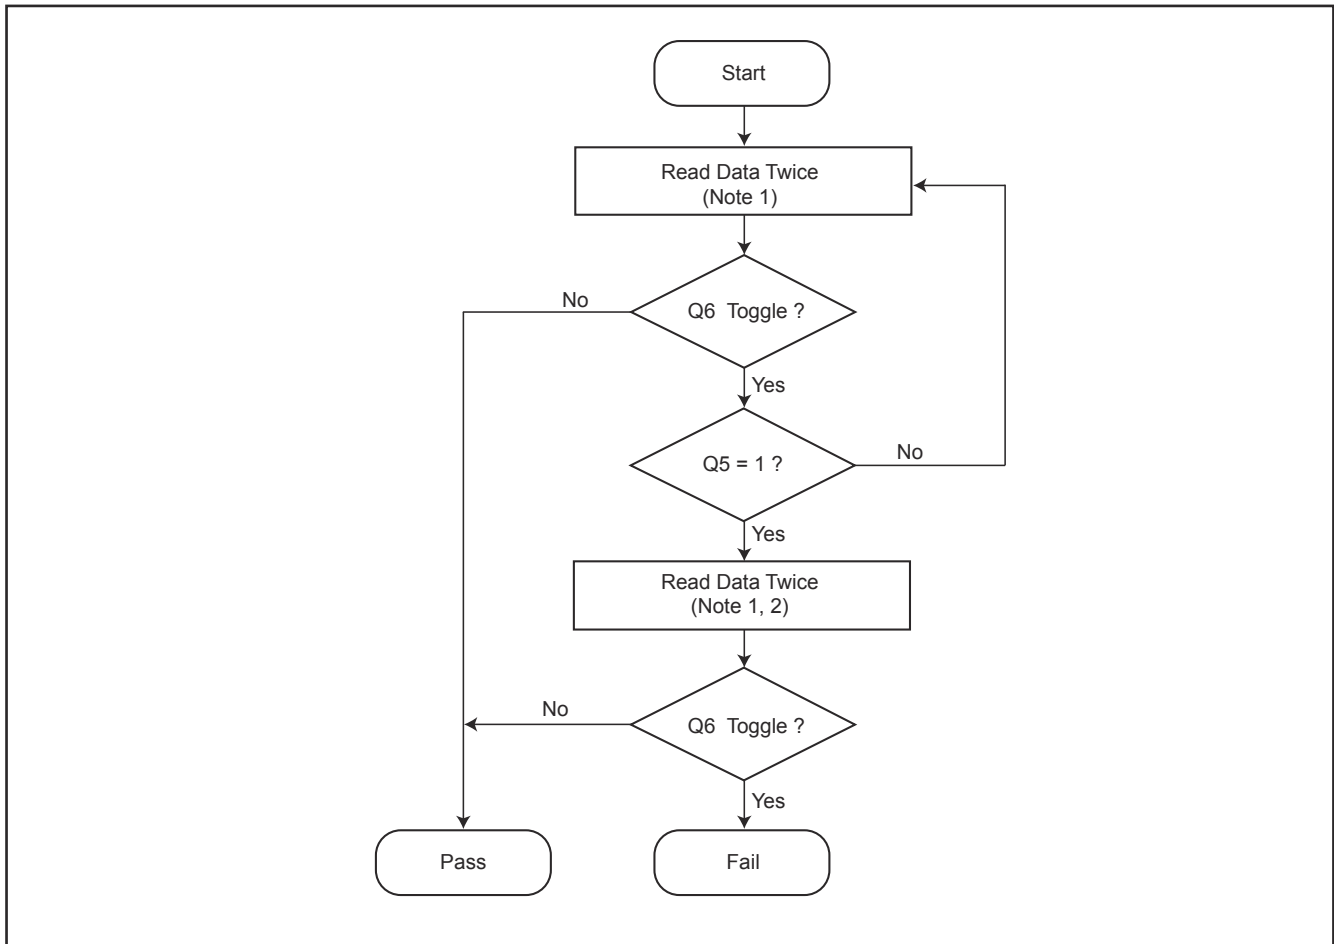 Start
Read Data Twice
(Note 1)
Q6 Toggle ?
No
Yes
Q5 = 1 ?
No
Yes
Read Data Twice
(Note 1, 2)
Q6 Toggle ?
No
Yes
Pass
Fail